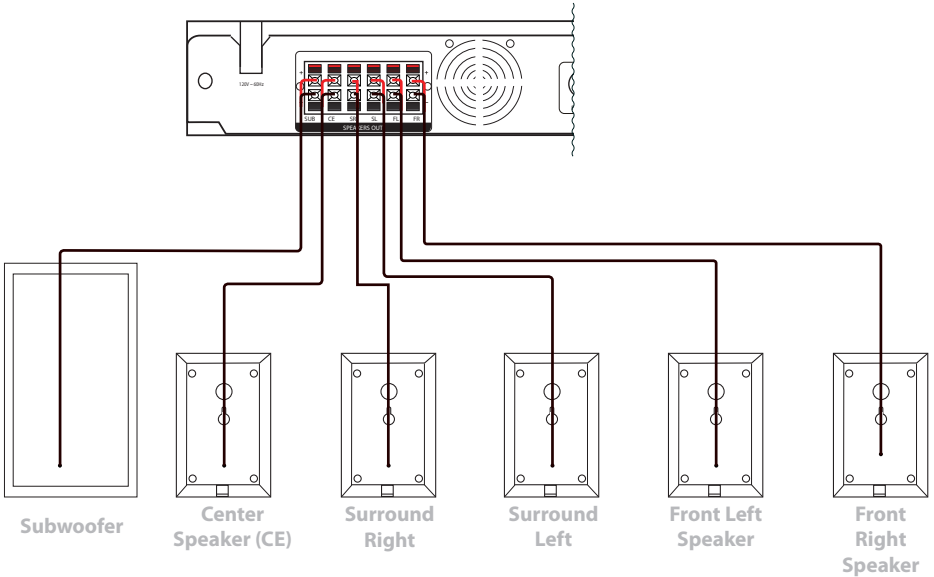 120V ~ 60Hz
+ +
-
SUB CE SR SL FL FR
SPEAKERS OUT
Subwoofer
Center
Speaker (CE)
Surround
Right
Surround
Left
Front Left
Speaker
Front
Right
Speaker